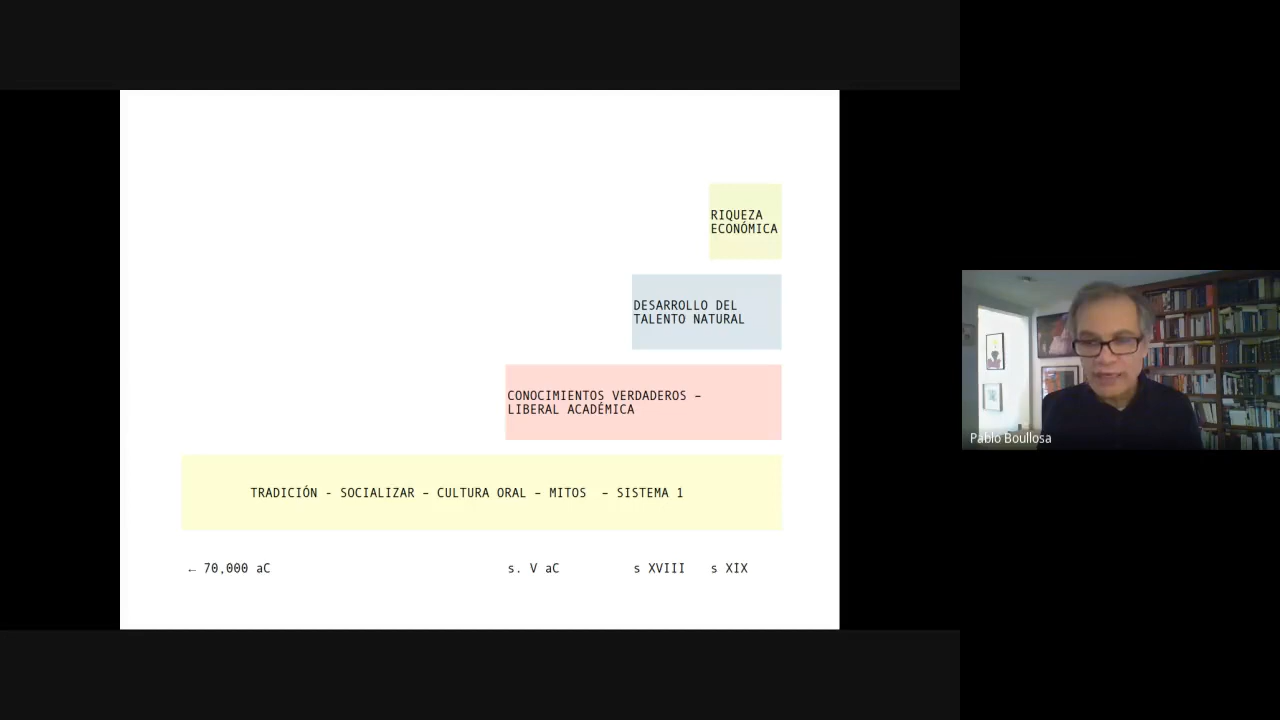 RIQUEZA
ECONÓMICA
DESARROLLO DEL
TALENTO NATURAL
CONOCIMIENTOS VERDADEROS –
LIBERAL ACADÉMICA
TRADICIÓN - SOCIALIZAR – CULTURA ORAL – MITOS – SISTEMA 1
← 70,000 aC
s. V aC
s XVIII
s XIX
Pablo Boullosa